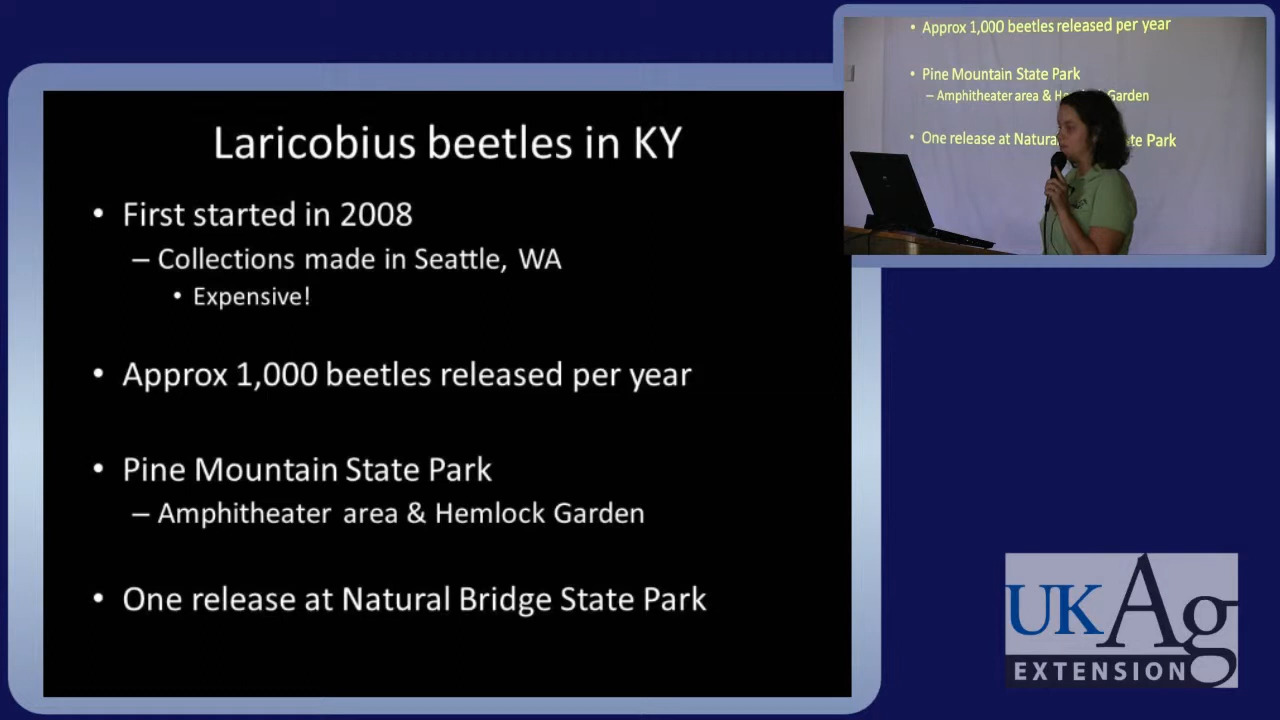 Laricobius beetles in KY
• First started in 2008
– Collections made in Seattle, WA
• Expensive!
• Approx 1,000 beetles released per year
• Pine Mountain State Park
– Amphitheater area & Hemlock Garden
• One release at Natural Bridge State Park
• Approx 1,000 beetles released per year
• Pine Mountain State Park
– Amphitheater area & He Garden
• One release at Natura te Park
UKAg
EXTENSION